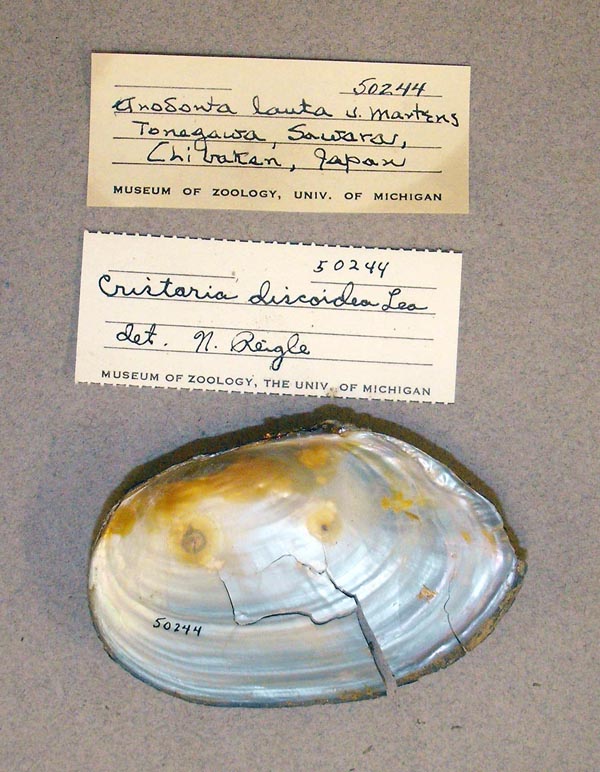 50244
Anodonta lauta v. Martens
Tonegawa, Sawara,
Chibaken, Japan
MUSEUM OF ZOOLOGY, UNIV. OF MICHIGAN
50244
Cristaria discoidea Lea
det. N. Reigle
MUSEUM OF ZOOLOGY, THE UNIV. OF MICHIGAN
50244